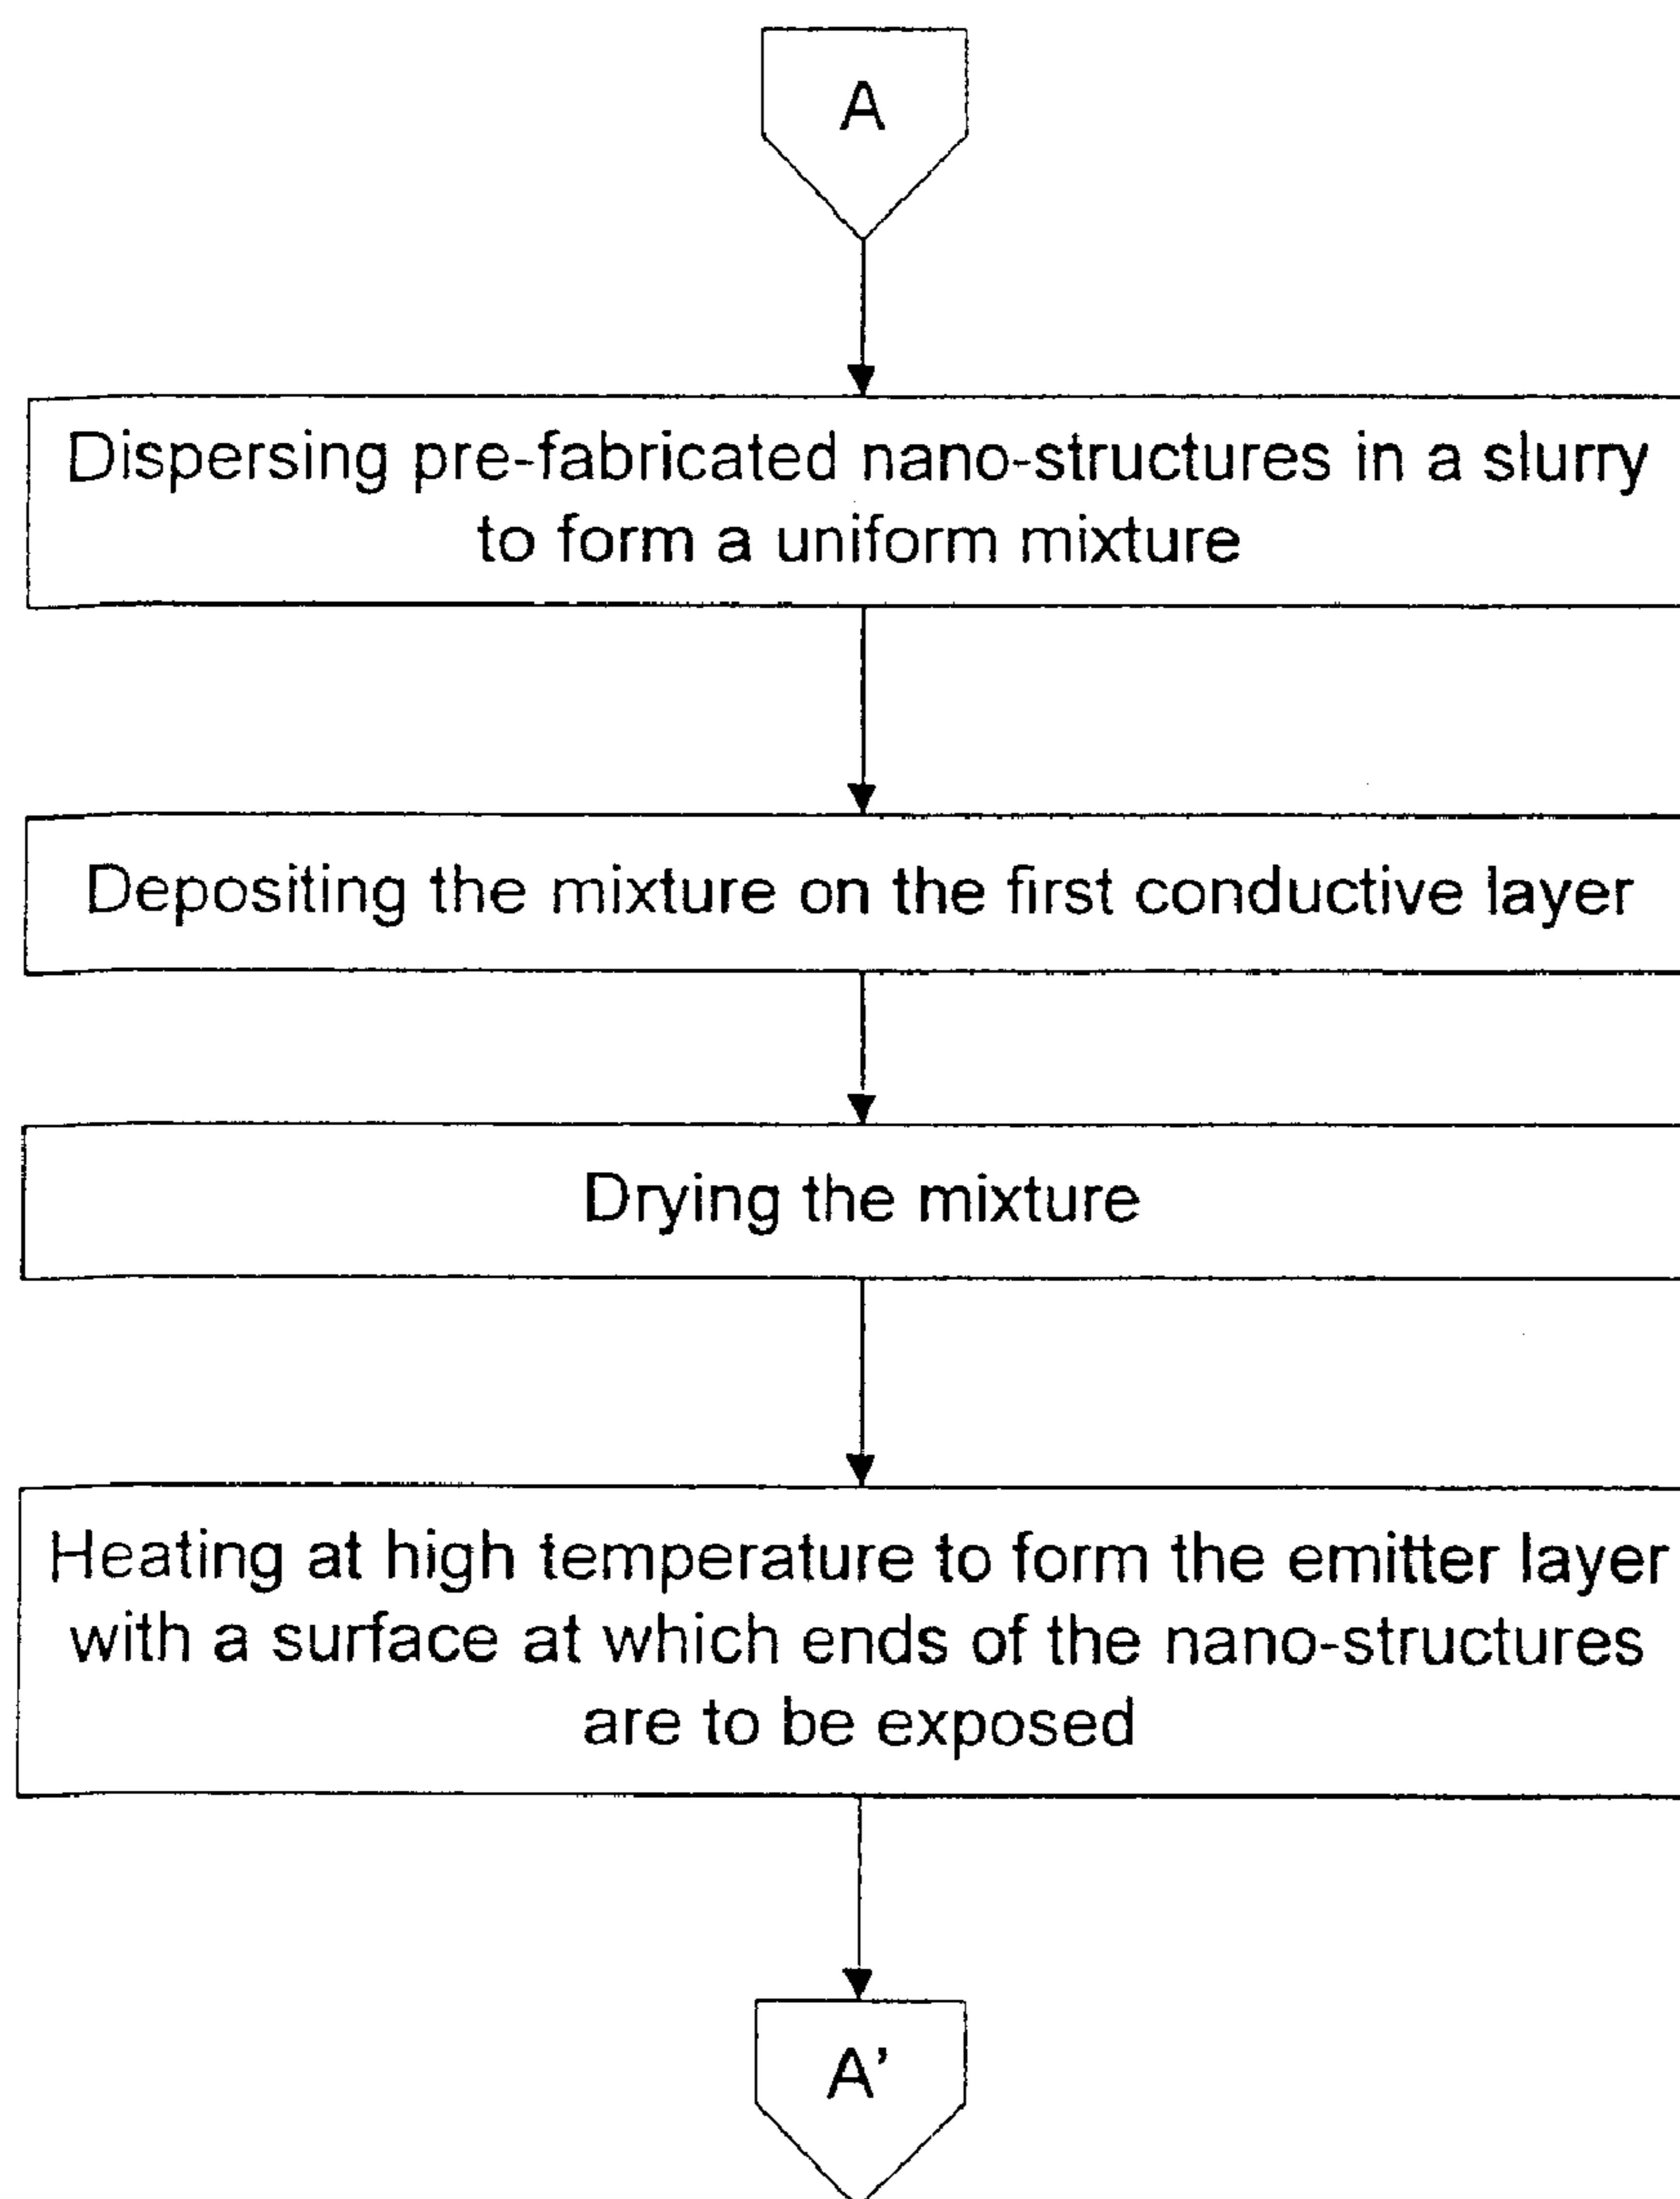 A
Dispersing pre-fabricated nano-structures in a slurry
to form a uniform mixture
Depositing the mixture on the first conductive layer
Drying the mixture
Heating at high temperature to form the emitter layer
with a surface at which ends of the nano-structures
are to be exposed
A’